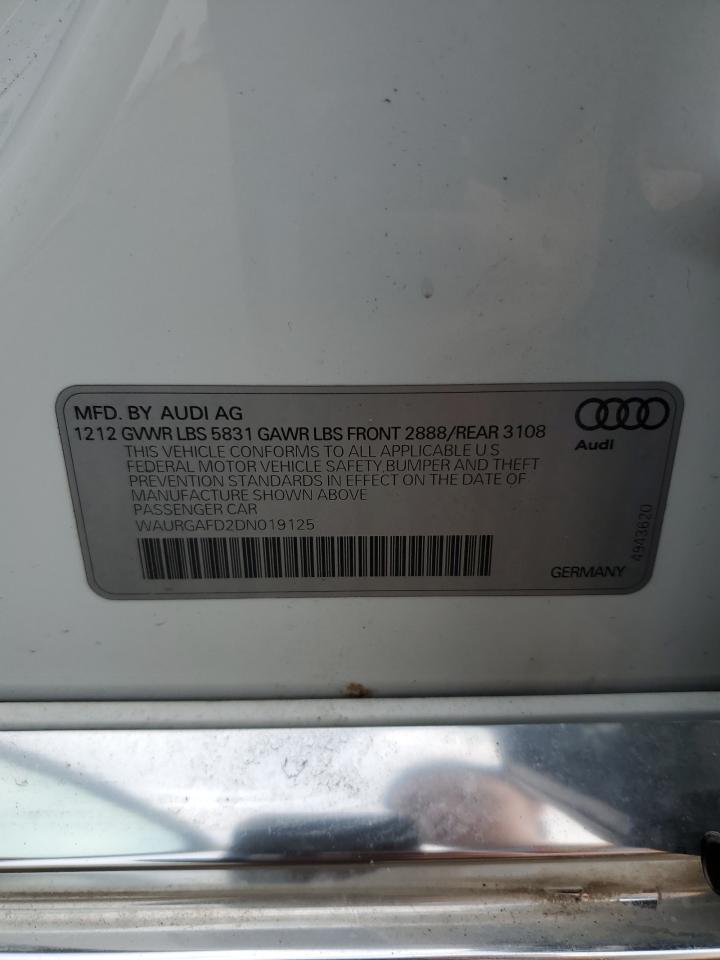 MFD. BY AUDI AG
1212 GVWR LBS 5831 GAWR LBS FRONT 2888/REAR 3108
THIS VEHICLE CONFORMS TO ALL APPLICABLE U S
FEDERAL MOTOR VEHICLE SAFETY,BUMPER AND THEFT
PREVENTION STANDARDS IN EFFECT ON THE DATE OF
MANUFACTURE SHOWN ABOVE
PASSENGER CAR
WAURGAFD2DN019125
Audi
4943620
GERMANY